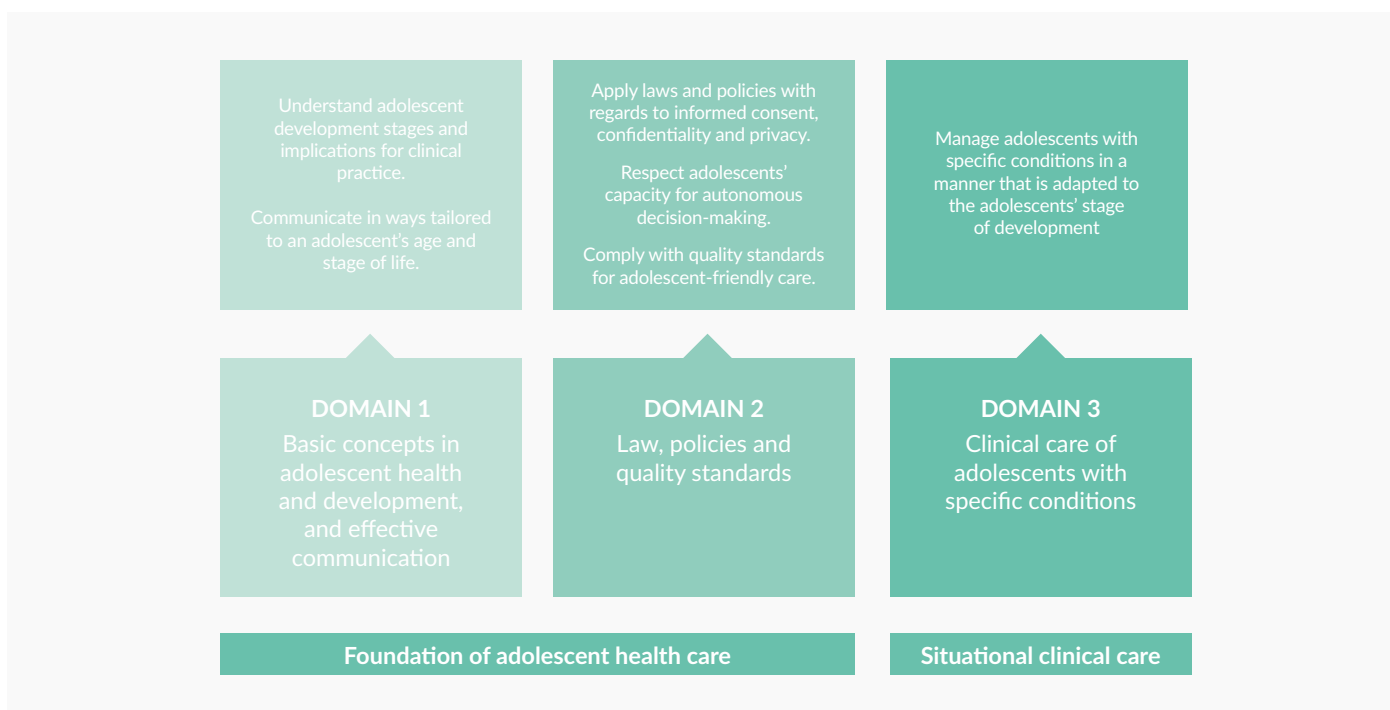 Understand adolescent
development stages and
implications for clinical
practice.
Communicate in ways tailored
to an adolescent's age and
stage of life.
Apply laws and policies with
regards to informed consent,
confidentiality and privacy.
Respect adolescents'
capacity for autonomous
decision-making.
Comply with quality standards
for adolescent-friendly care.
Manage adolescents with
specific conditions in a
manner that is adapted to
the adolescents' stage
of development
DOMAIN 1
Basic concepts in
adolescent health
and development,
and effective
communication
DOMAIN 2
Law, policies and
quality standards
DOMAIN 3
Clinical care of
adolescents with
specific conditions
Foundation of adolescent health care
Situational clinical care